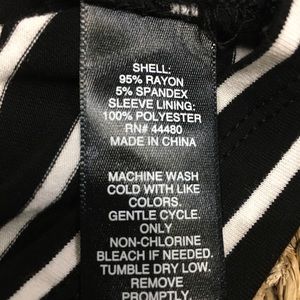 SHELL:
95% RAYON
5% SPANDEX
SLEEVE LINING:
100% POLYESTER
RN# 44480
MADE IN CHINA
MACHINE WASH
COLD WITH LIKE
COLORS.
GENTLE CYCLE.
ONLY
NON-CHLORINE
BLEACH IF NEEDED.
TUMBLE DRY LOW.
REMOVE
PROMPTLY.